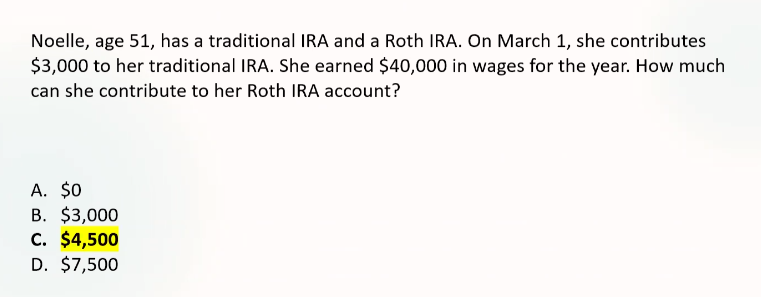 Noelle, age 51, has a traditional IRA and a Roth IRA. On March 1, she contributes
$3,000 to her traditional IRA. She earned $40,000 in wages for the year. How much
can she contribute to her Roth IRA account?
A. $0
B. $3,000
C. $4,500
D. $7,500